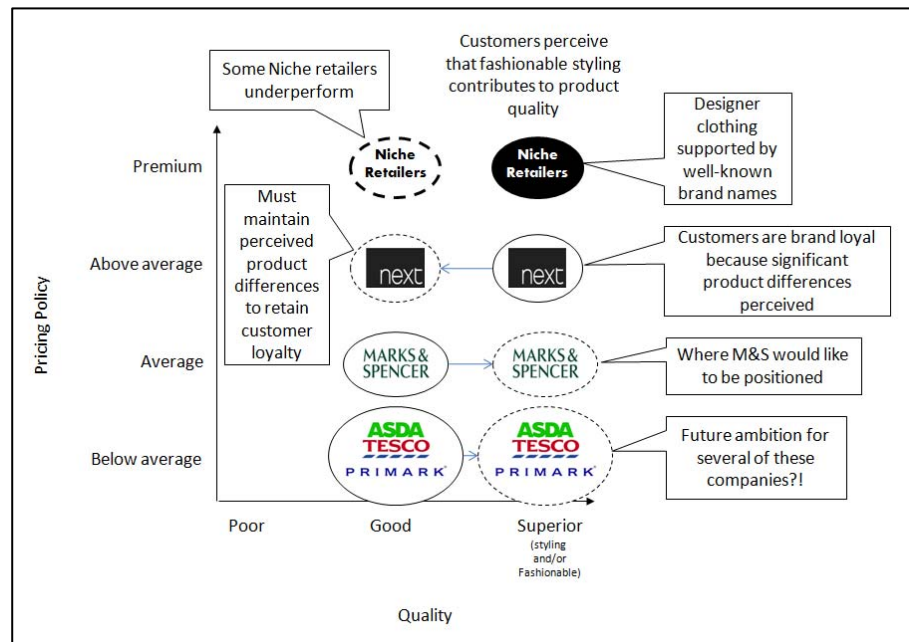 Some Niche retailers
underperform
Customers perceive
that fashionable styling
contributes to product
quality
Designer
clothing
supported by
well-known
brand names
Premium
Niche
Retailers
Niche
Retailers
Must
maintain
perceived
product
differences
to retain
customer
loyalty
Above average
next
next
Customers are brand loyal
because significant
product differences
perceived
Pricing Policy
Average
MARKS &
SPENCER
MARKS &
SPENCER
Where M&S would like
to be positioned
Below average
ASDA
TESCO
PRIMARK®
ASDA
TESCO
PRIMARK®
Future ambition for
several of these
companies?!
Poor
Good
Superior
(styling
and/or
Fashionable)
Quality